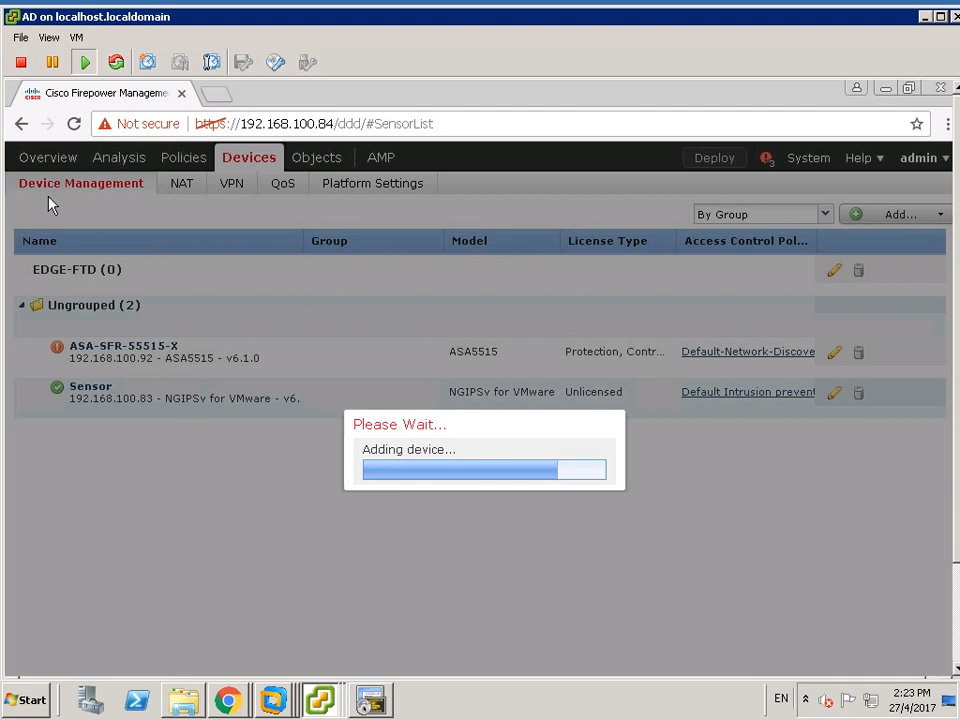 AD on localhost.localdomain
File View VM
Cisco Firepower Manageme
cisco
Not secure https://192.168.100.84/ddd/#SensorList
Overview Analysis Policies Devices Objects AMP Deploy 3 System Help admin
Device Management NAT VPN QoS Platform Settings
By Group Add...
Name Group Model License Type Access Control Pol...
EDGE-FTD (0)
Ungrouped (2)
ASA-SFR-55515-X
192.168.100.92 - ASA5515 - v6.1.0 ASA5515 Protection, Contr... Default-Network-Discove
Sensor
192.168.100.83 - NGIPSv for VMware - v6. NGIPSv for VMware Unlicensed Default Intrusion prevent
Please Wait...
Adding device...
Start EN 2:23 PM
27/4/2017